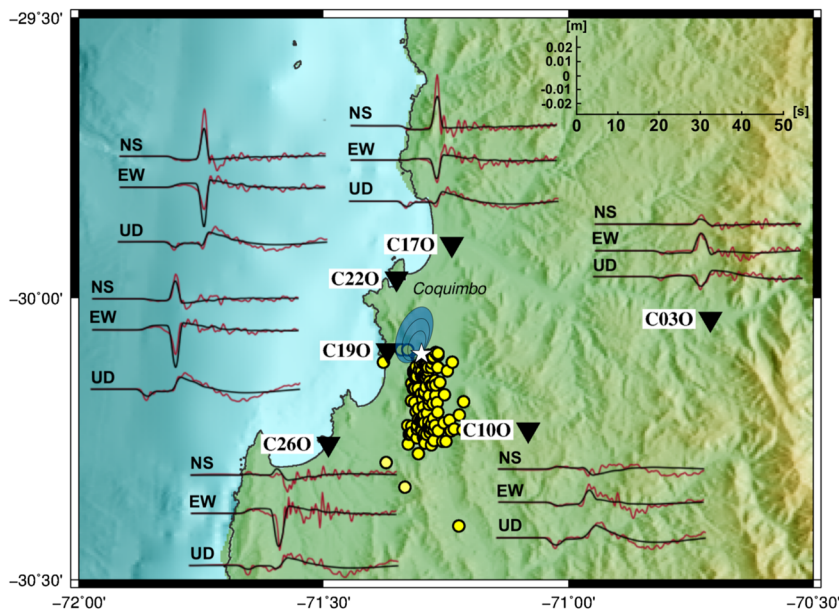 −29˚30'
[m]
0.02
0.01
0
-0.01
-0.02
[s]
0 10 20 30 40 50
NS
EW
UD
NS
EW
UD
NS
EW
UD
C17O
C22O
Coquimbo
−30˚00'
NS
EW
UD
C03O
C19O
C26O
C10O
NS
EW
UD
NS
EW
UD
−30˚30'
−72˚00' −71˚30' −71˚00' −70˚30'